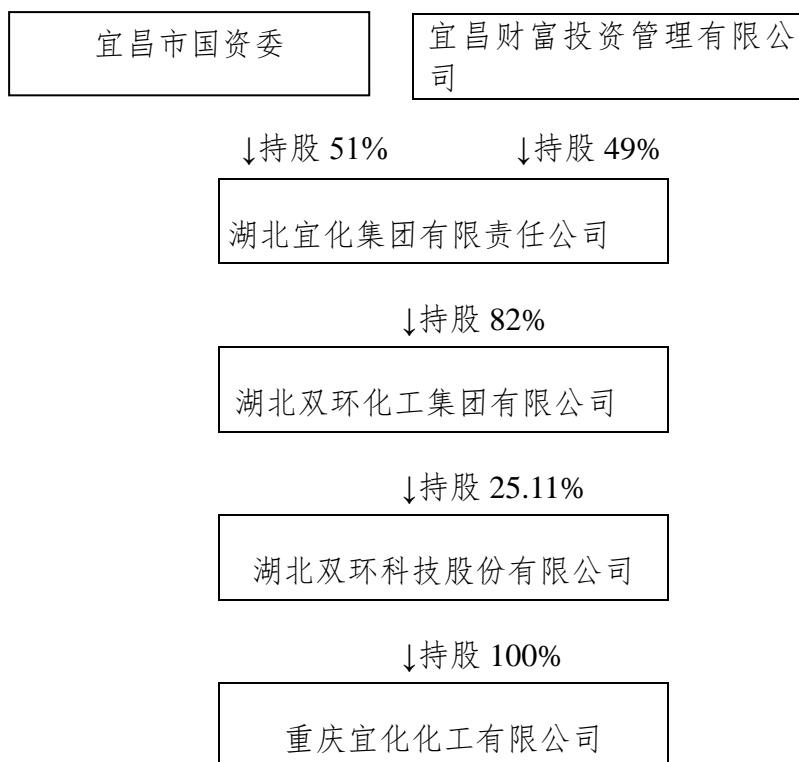 宜昌市国资委
宜昌财富投资管理有限公
司
↓持股 51% ↓持股 49%
湖北宜化集团有限责任公司
↓持股 82%
湖北双环化工集团有限公司
↓持股 25.11%
湖北双环科技股份有限公司
↓持股 100%
重庆宜化化工有限公司